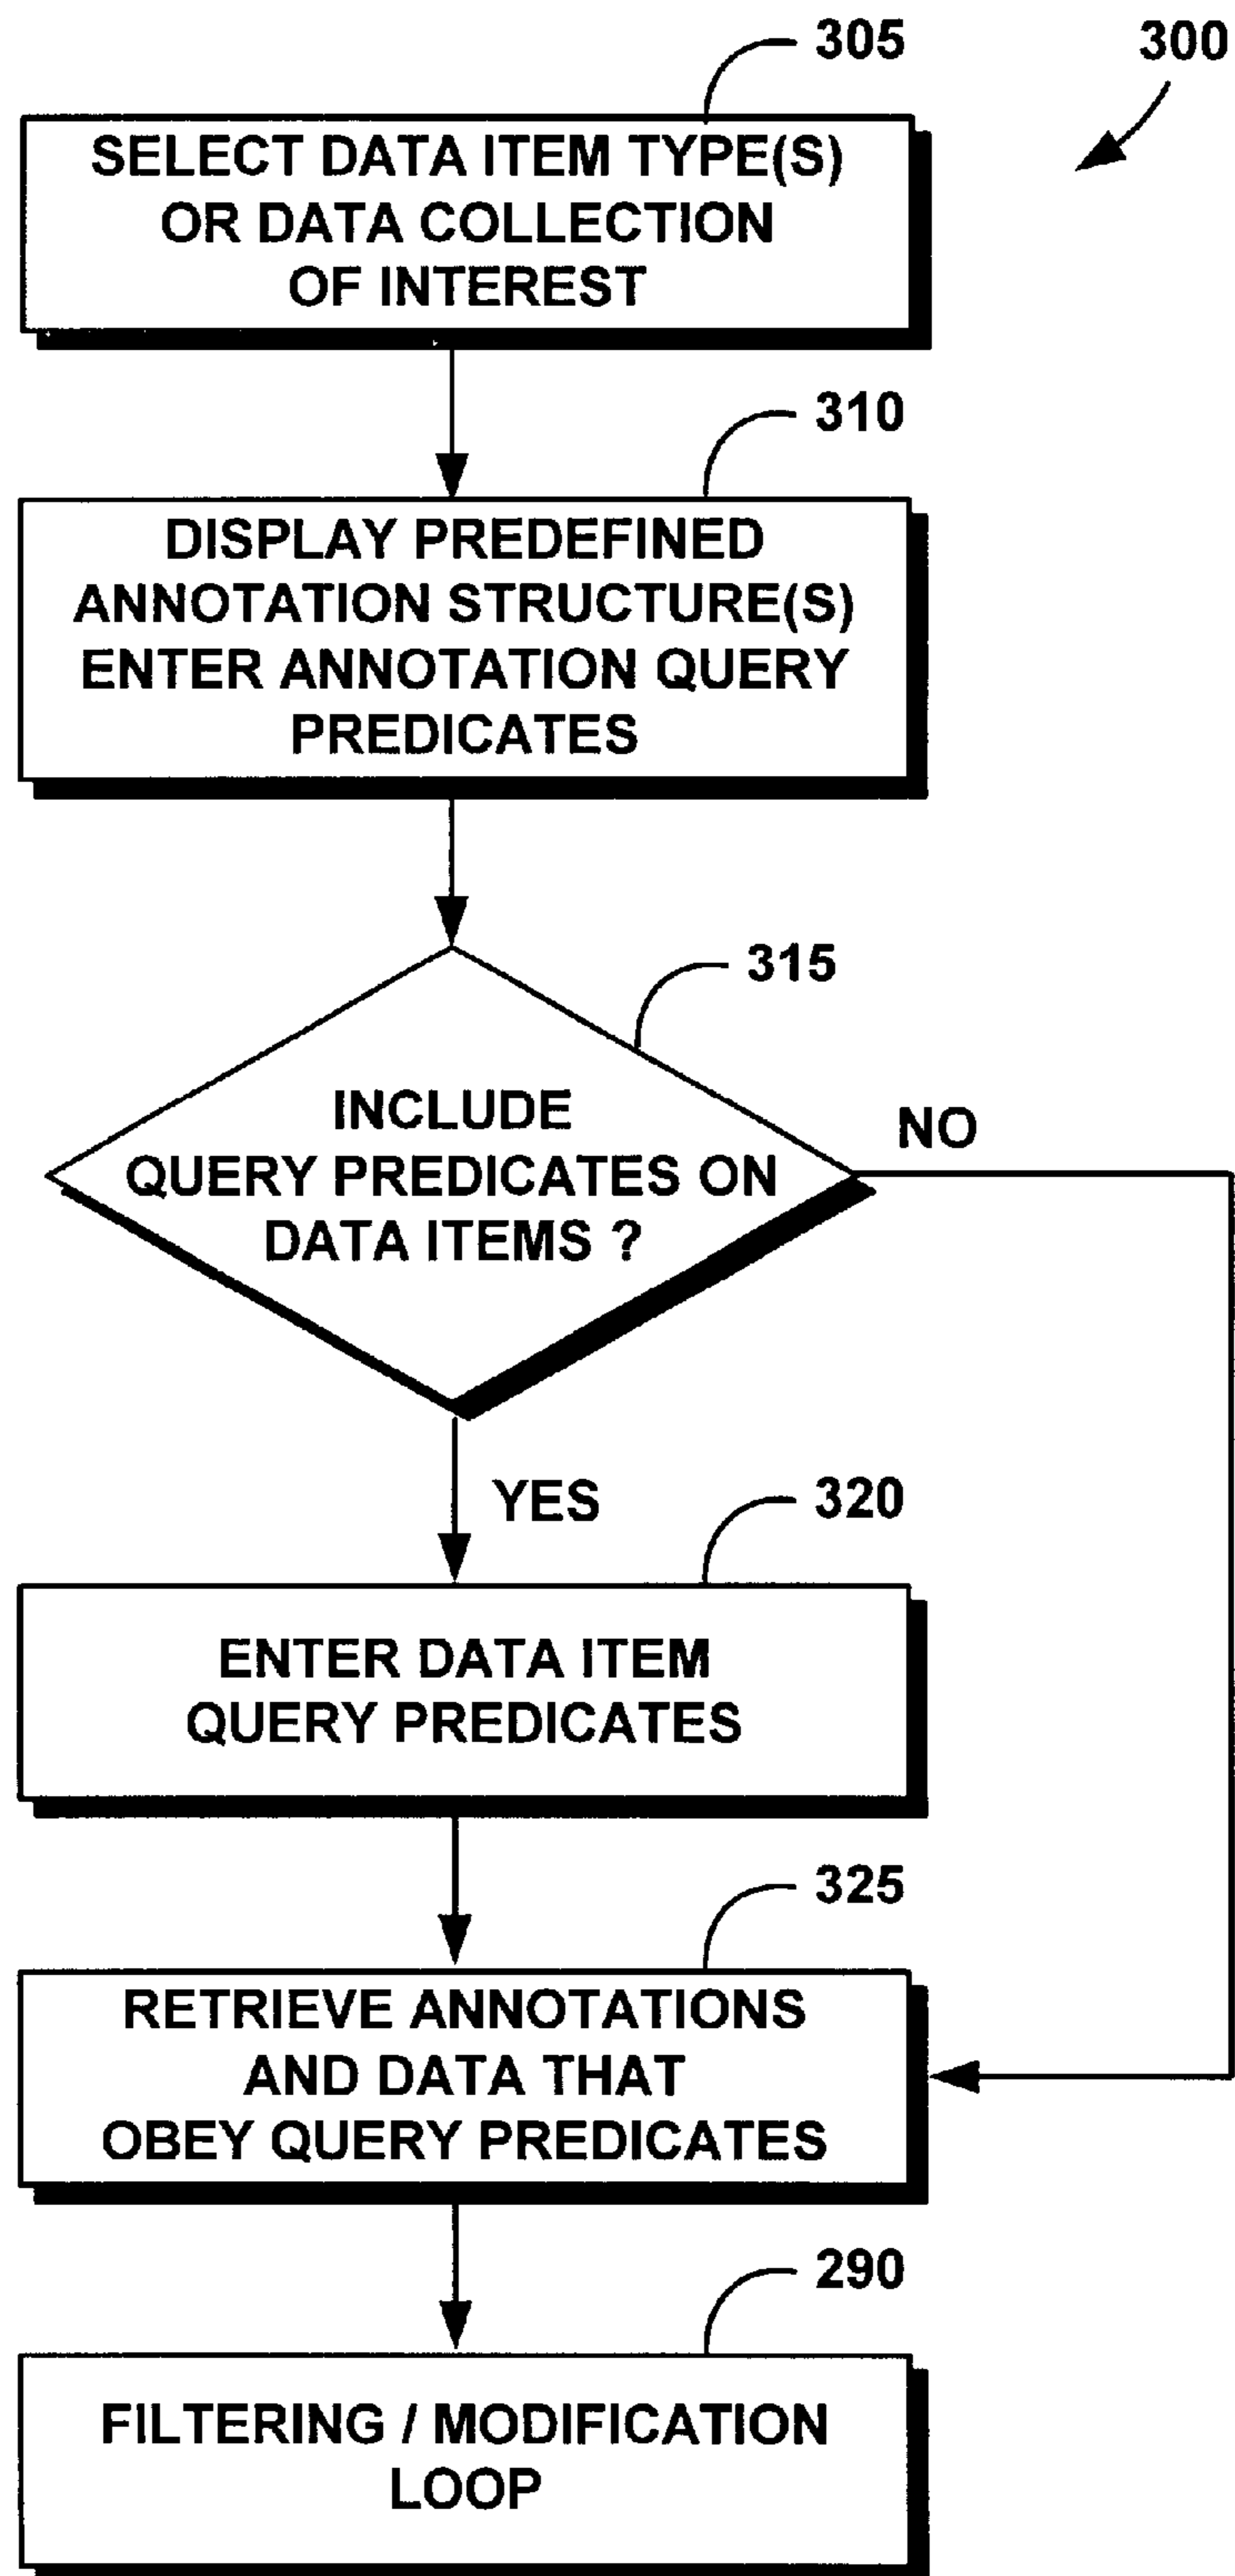 305
300
SELECT DATA ITEM TYPE(S)
OR DATA COLLECTION
OF INTEREST
310
DISPLAY PREDEFINED
ANNOTATION STRUCTURE(S)
ENTER ANNOTATION QUERY
PREDICATES
315
INCLUDE
QUERY PREDICATES ON
DATA ITEMS ?
NO
YES
320
ENTER DATA ITEM
QUERY PREDICATES
325
RETRIEVE ANNOTATIONS
AND DATA THAT
OBEY QUERY PREDICATES
290
FILTERING / MODIFICATION
LOOP